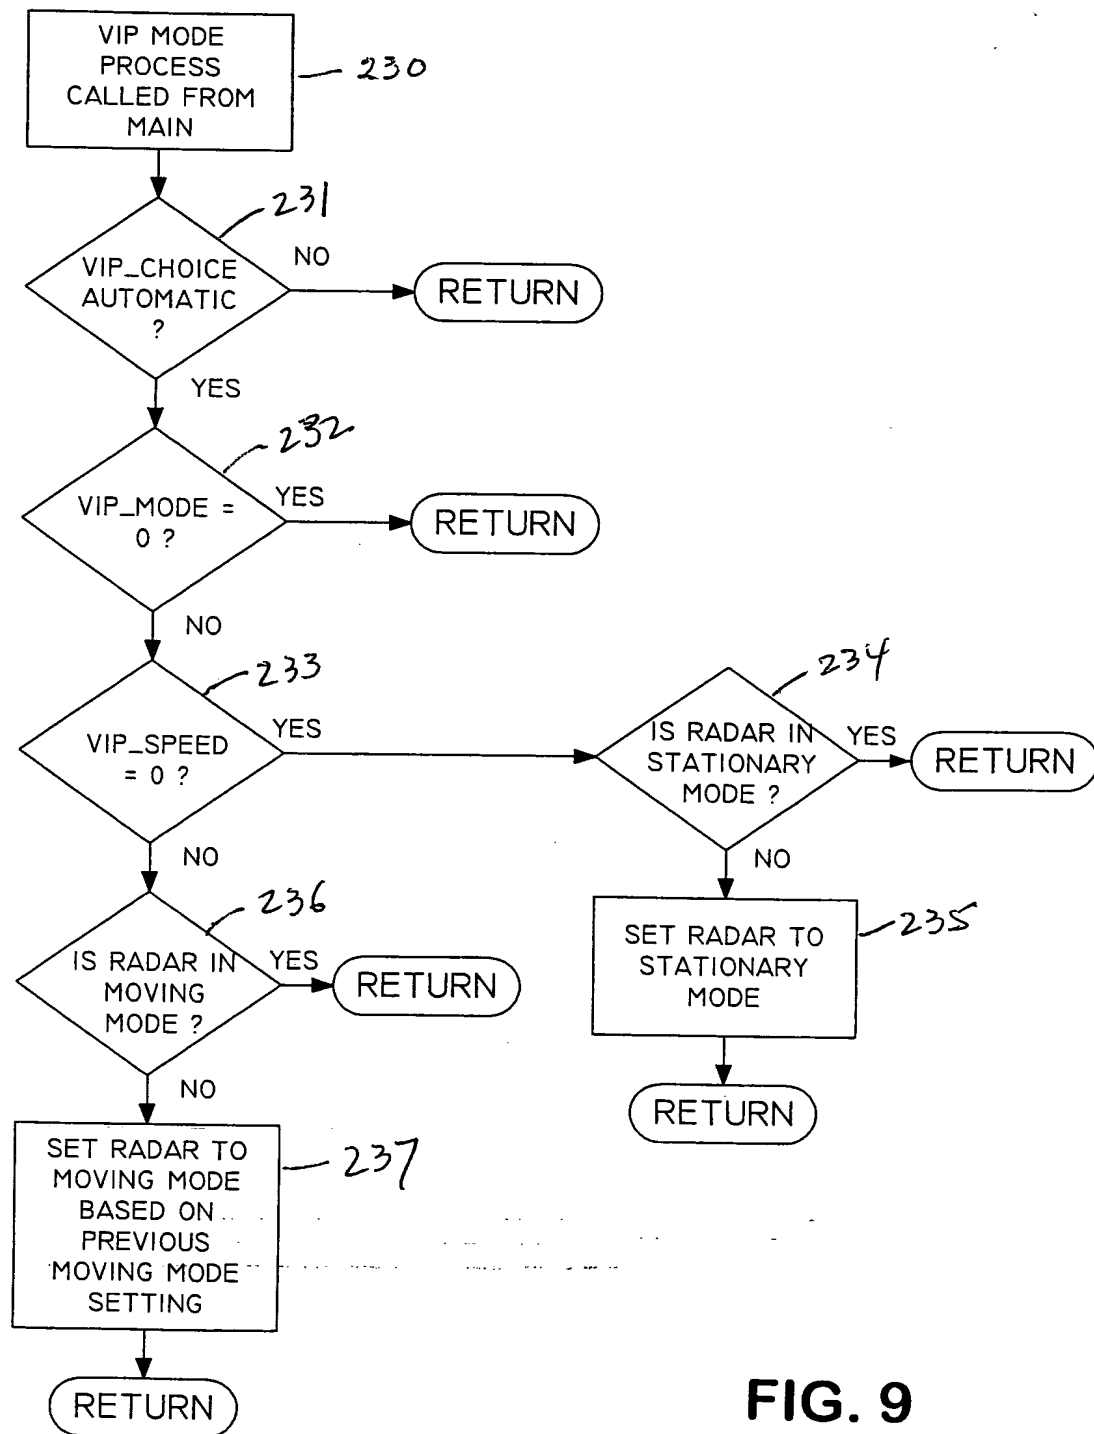 VIP MODE
PROCESS
CALLED FROM
MAIN
230
231
VIP_CHOICE
AUTOMATIC
?
NO
RETURN
YES
232
VIP_MODE =
0 ?
YES
RETURN
NO
233
VIP_SPEED
= 0 ?
YES
234
IS RADAR IN
STATIONARY
MODE ?
YES
RETURN
NO
235
SET RADAR TO
STATIONARY
MODE
RETURN
NO
236
IS RADAR IN
MOVING
MODE ?
YES
RETURN
NO
237
SET RADAR TO
MOVING MODE
BASED ON
PREVIOUS
MOVING MODE
SETTING
RETURN
FIG. 9